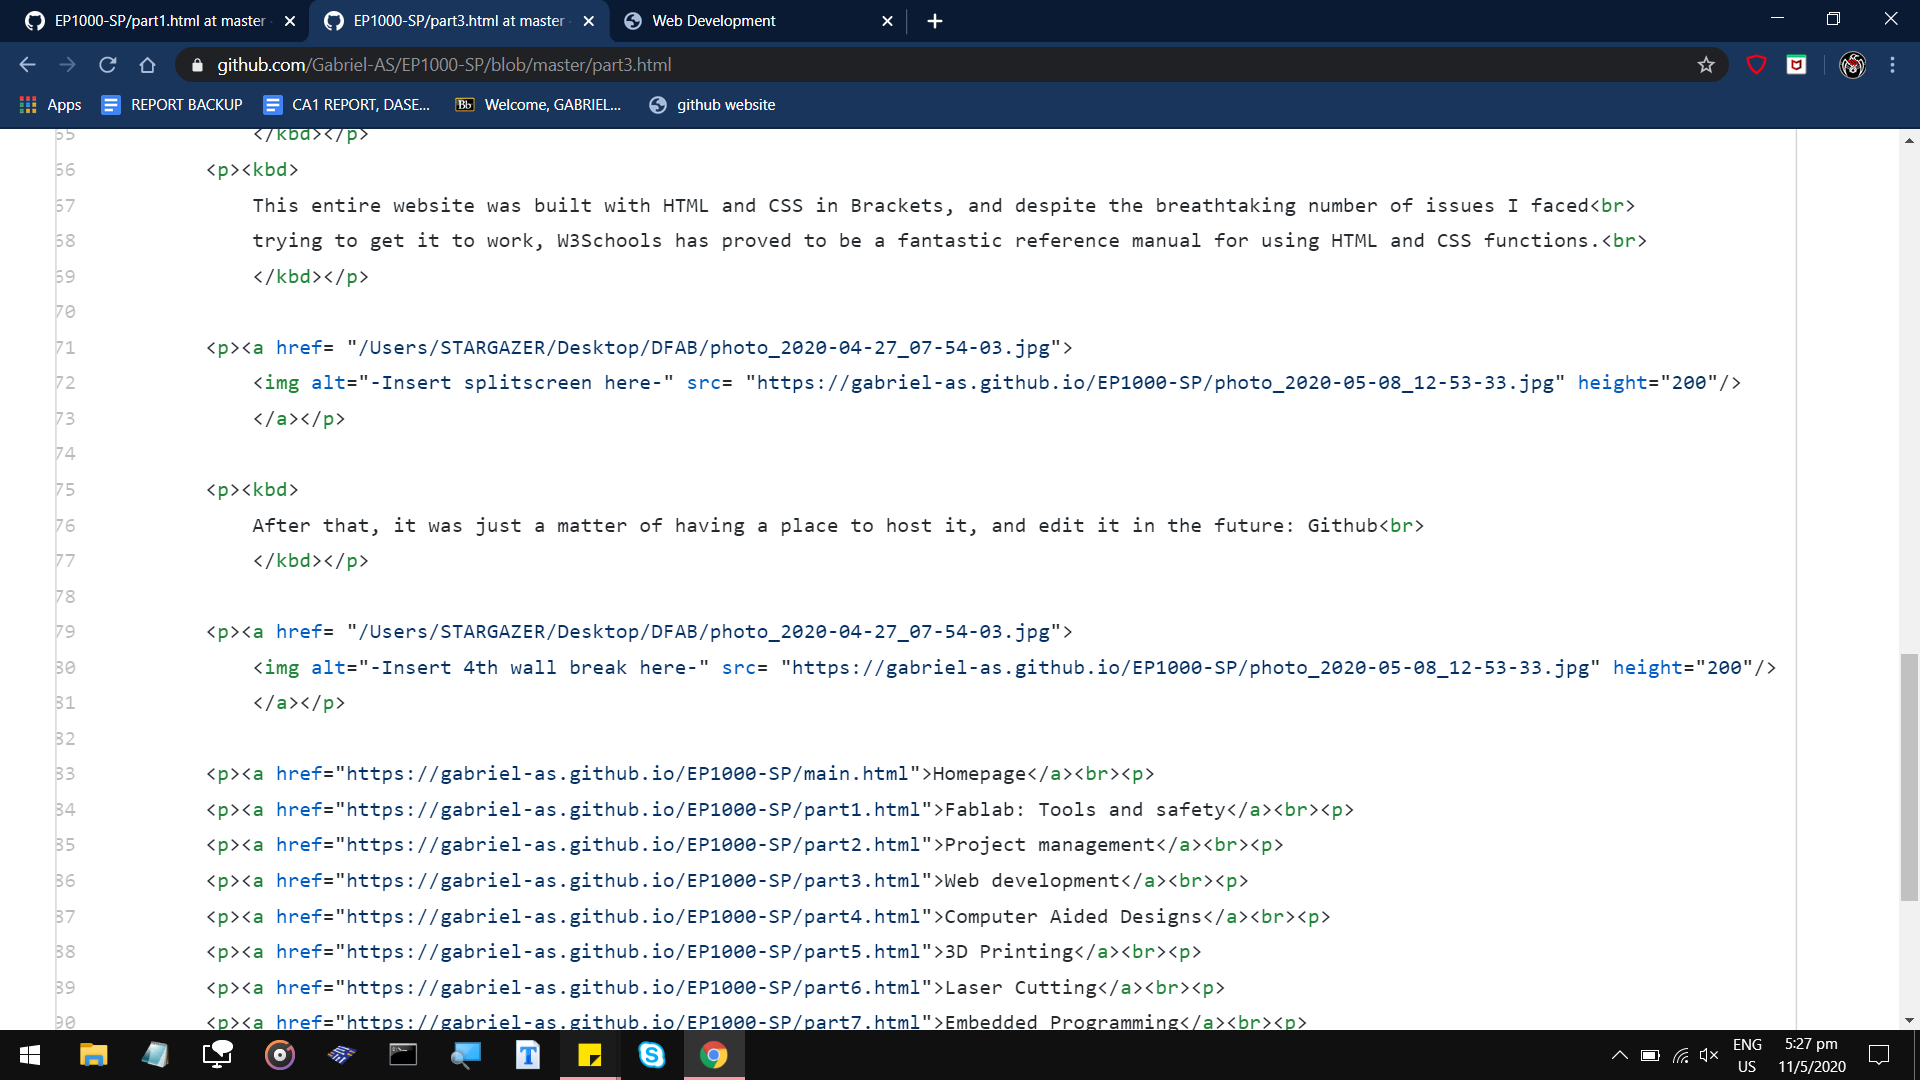 EP1000-SP/part1.html at master
EP1000-SP/part3.html at master
Web Development
github.com/Gabriel-AS/EP1000-SP/blob/master/part3.html
Apps
REPORT BACKUP
CA1 REPORT, DASE...
Bb
Welcome, GABRIEL...
github website
65 </kbd></p>
66 <p><kbd>
67 This entire website was built with HTML and CSS in Brackets, and despite the breathtaking number of issues I faced<br>
68 trying to get it to work, W3Schools has proved to be a fantastic reference manual for using HTML and CSS functions.<br>
69 </kbd></p>
70
71 <p><a href= "/Users/STARGAZER/Desktop/DFAB/photo_2020-04-27_07-54-03.jpg">
72 <img alt="-Insert splitscreen here-" src= "https://gabriel-as.github.io/EP1000-SP/photo_2020-05-08_12-53-33.jpg" height="200"/>
73 </a></p>
74
75 <p><kbd>
76 After that, it was just a matter of having a place to host it, and edit it in the future: Github<br>
77 </kbd></p>
78
79 <p><a href= "/Users/STARGAZER/Desktop/DFAB/photo_2020-04-27_07-54-03.jpg">
80 <img alt="-Insert 4th wall break here-" src= "https://gabriel-as.github.io/EP1000-SP/photo_2020-05-08_12-53-33.jpg" height="200"/>
81 </a></p>
82
83 <p><a href="https://gabriel-as.github.io/EP1000-SP/main.html">Homepage</a><br><p>
84 <p><a href="https://gabriel-as.github.io/EP1000-SP/part1.html">Fablab: Tools and safety</a><br><p>
85 <p><a href="https://gabriel-as.github.io/EP1000-SP/part2.html">Project management</a><br><p>
86 <p><a href="https://gabriel-as.github.io/EP1000-SP/part3.html">Web development</a><br><p>
87 <p><a href="https://gabriel-as.github.io/EP1000-SP/part4.html">Computer Aided Designs</a><br><p>
88 <p><a href="https://gabriel-as.github.io/EP1000-SP/part5.html">3D Printing</a><br><p>
89 <p><a href="https://gabriel-as.github.io/EP1000-SP/part6.html">Laser Cutting</a><br><p>
90 <p><a href="https://gabriel-as.github.io/EP1000-SP/part7.html">Embedded Programming</a><br><p>
ENG
US
5:27 pm
11/5/2020